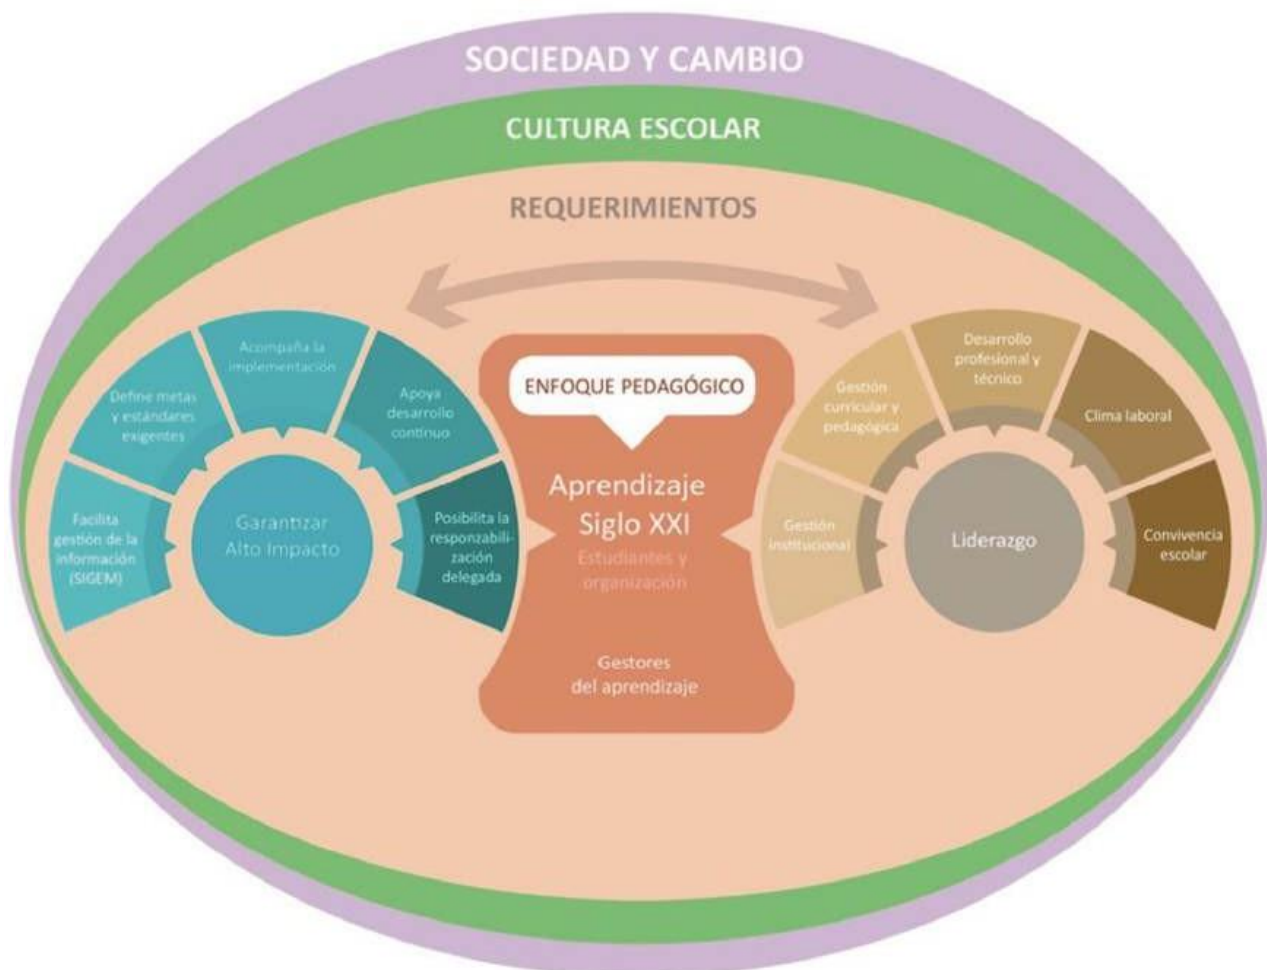 SOCIEDAD Y CAMBIO
CULTURA ESCOLAR
REQUERIMIENTOS
Facilita
gestión de la
información
(SIGEM)
Define metas
y estándares
exigentes
Acompaña la
implementación
Apoya
desarrollo
continuo
Posibilita la
responsabili-
zación
delegada
Garantizar
Alto Impacto
ENFOQUE PEDAGÓGICO
Aprendizaje
Siglo XXI
Estudiantes y
organización
Gestores
del aprendizaje
Gestión
institucional
Gestión
curricular y
pedagógica
Desarrollo
profesional y
técnico
Clima laboral
Convivencia
escolar
Liderazgo